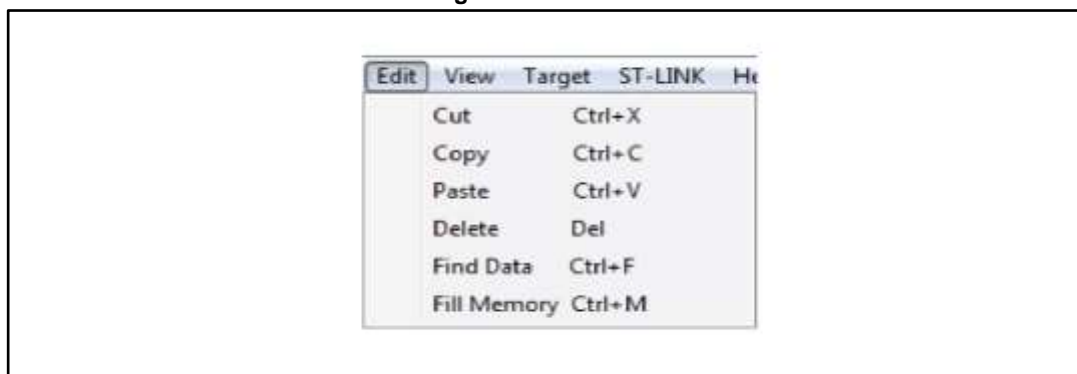 Edit View Target ST-LINK
Cut Ctrl+X
Copy Ctrl+C
Paste Ctrl+V
Delete Del
Find Data Ctrl+F
Fill Memory Ctrl+M